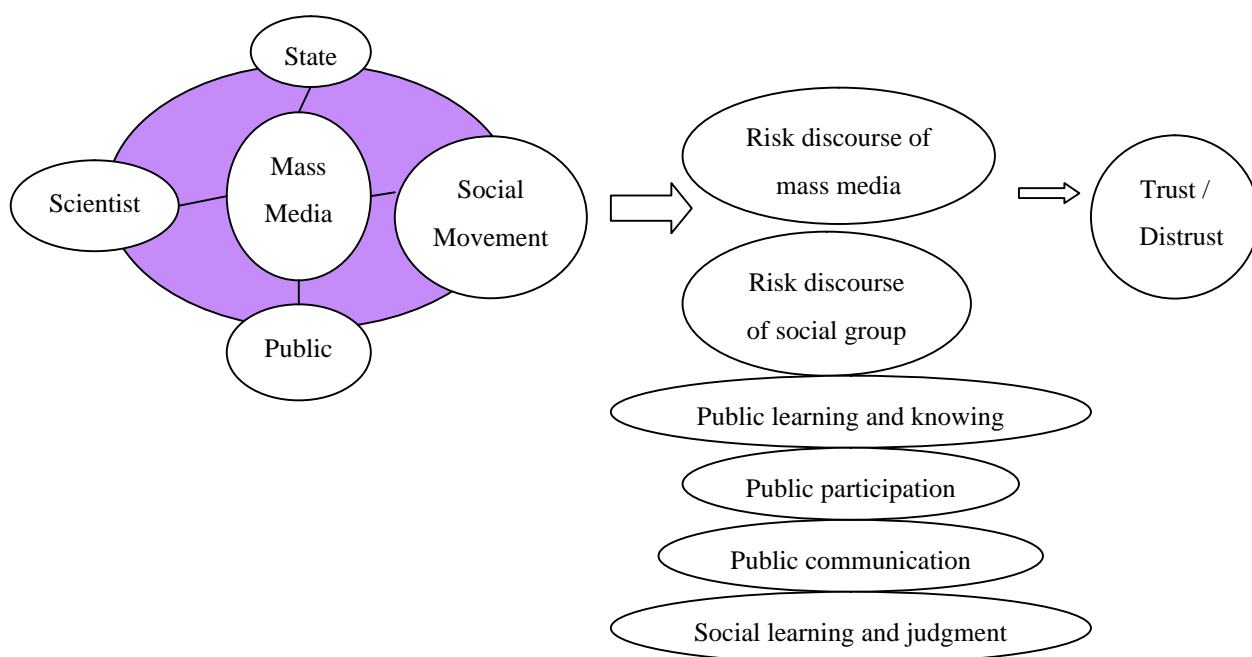 State
Mass
Media
Scientist
Social
Movement
Public
Risk discourse of
mass media
Risk discourse
of social group
Public learning and knowing
Public participation
Public communication
Social learning and judgment
Trust /
Distrust